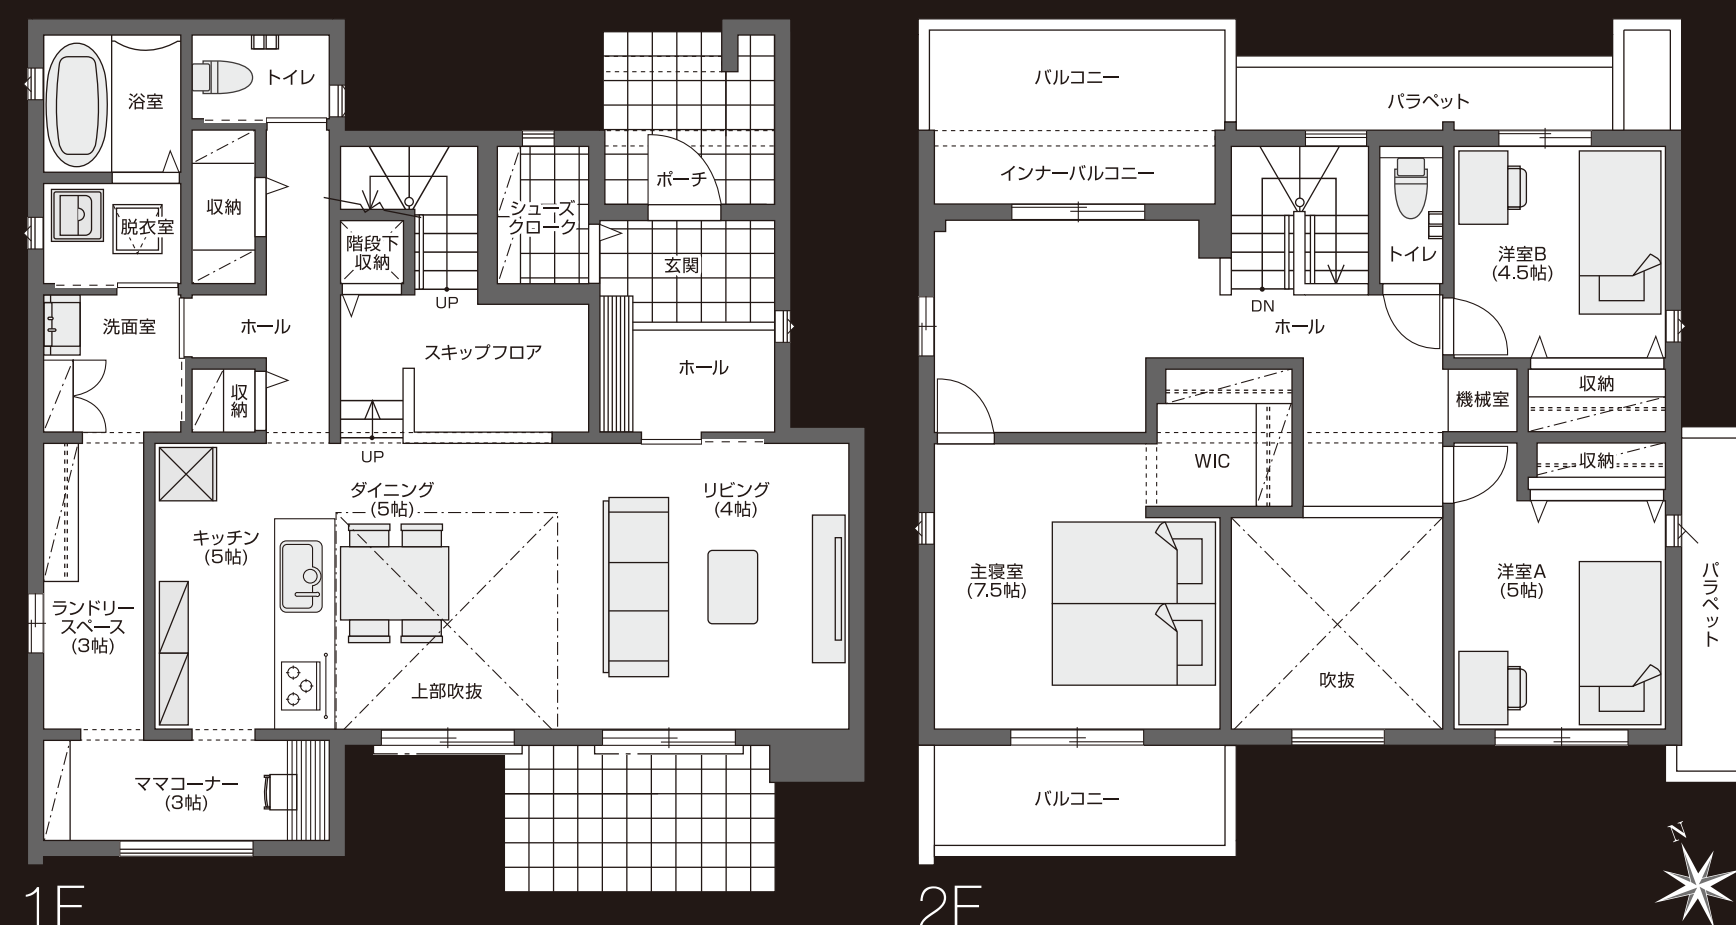 浴室
トイレ
収納
脱衣室
洗面室
ホール
収納
階段下
収納
UP
シューズ
クローク
ポーチ
玄関
スキップフロア
ホール
UP
キッチン
(5帖)
ダイニング
(5帖)
リビング
(4帖)
上部吹抜
ランドリー
スペース
(3帖)
ママコーナー
(3帖)
1F
バルコニー
パラペット
インナーバルコニー
トイレ
洋室B
(4.5帖)
DN
ホール
収納
機械室
収納
WIC
主寝室
(7.5帖)
吹抜
洋室A
(5帖)
パラペット
バルコニー
N
2F